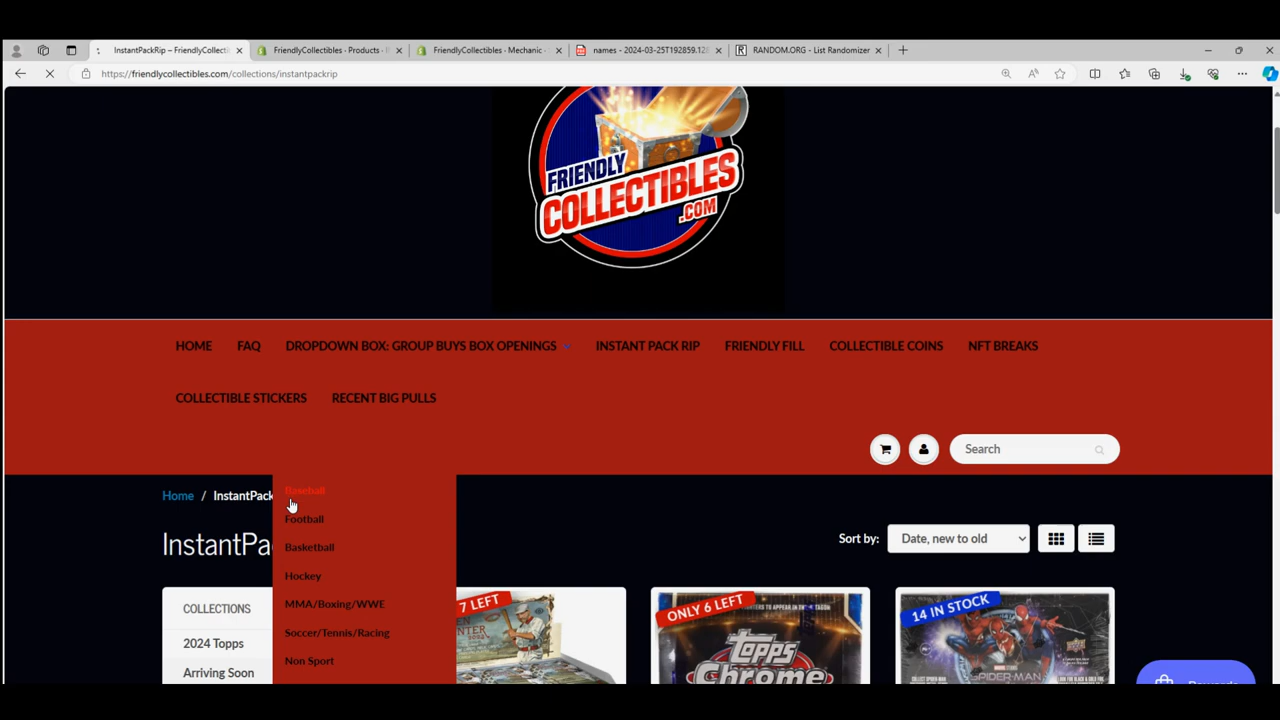 InstantPackRip – FriendlyCollecti
FriendlyCollectibles · Products · I
FriendlyCollectibles · Mechanic ·
names - 2024-03-25T192859.12
RANDOM.ORG - List Randomizer
https://friendlycollectibles.com/collections/instantpackrip
FRIENDLY
COLLECTIBLES
.COM
HOME FAQ DROPDOWN BOX: GROUP BUYS BOX OPENINGS INSTANT PACK RIP FRIENDLY FILL COLLECTIBLE COINS NFT BREAKS
COLLECTIBLE STICKERS RECENT BIG PULLS
Search
Home / InstantPack
Baseball
Football
Basketball
Hockey
MMA/Boxing/WWE
Soccer/Tennis/Racing
Non Sport
InstantPa
Sort by: Date, new to old
COLLECTIONS
2024 Topps
Arriving Soon
7 LEFT
ONLY 6 LEFT
TOPPS
Chrome
14 IN STOCK
SPIDER-MAN
Rewards